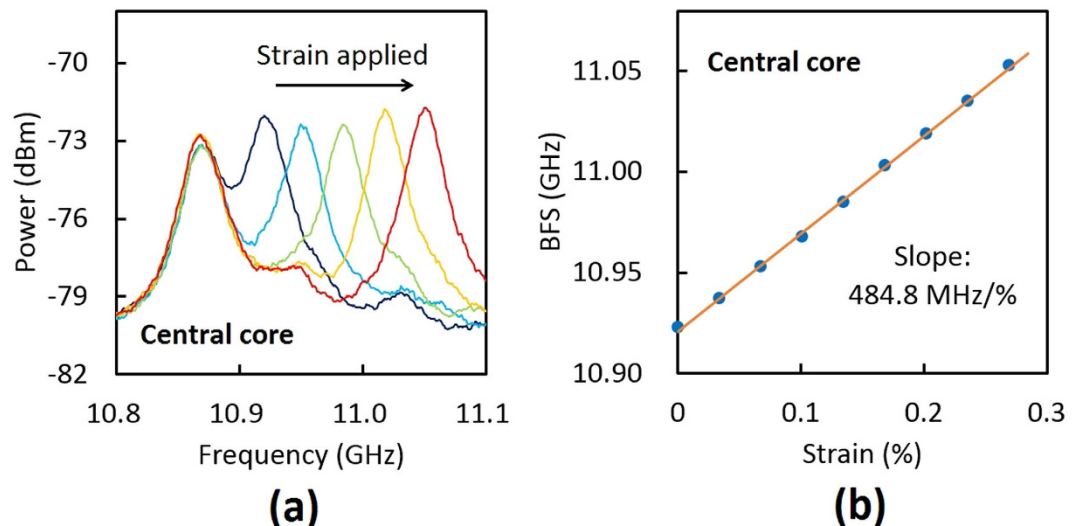 -70
-73
-76
-79
-82
Power (dBm)
Strain applied
Central core
10.8
10.9
11.0
11.1
Frequency (GHz)
(a)
11.05
11.00
10.95
10.90
BFS (GHz)
Central core
Slope:
484.8 MHz/%
0
0.1
0.2
0.3
Strain (%)
(b)